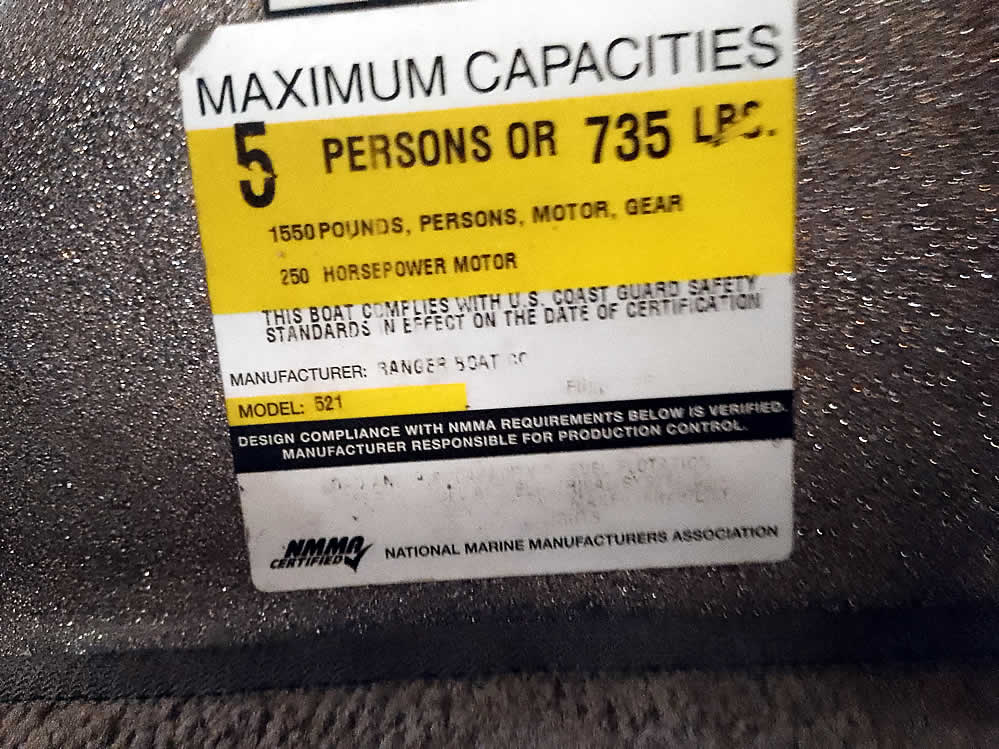 MAXIMUM CAPACITIES
5 PERSONS OR 735 LBS.
1550 POUNDS, PERSONS, MOTOR, GEAR
250 HORSEPOWER MOTOR
THIS BOAT COMPLIES WITH U.S. COAST GUARD SAFETY
STANDARDS IN EFFECT ON THE DATE OF CERTIFICATION
MANUFACTURER: RANGER BOAT CO
MODEL: 521
DESIGN COMPLIANCE WITH NMMA REQUIREMENTS BELOW IS VERIFIED.
MANUFACTURER RESPONSIBLE FOR PRODUCTION CONTROL.
NMMA
CERTIFIED
NATIONAL MARINE MANUFACTURERS ASSOCIATION